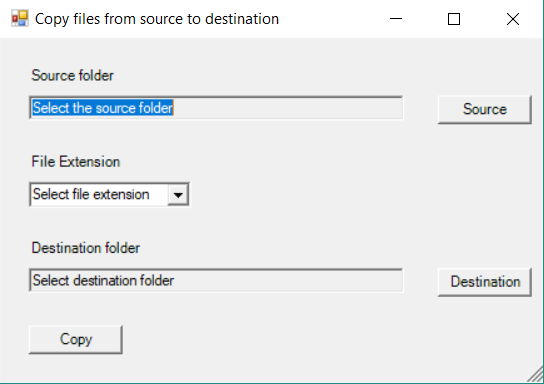 Copy files from source to destination
Source folder
Select the source folder
Source
File Extension
Select file extension
Destination folder
Select destination folder
Destination
Copy